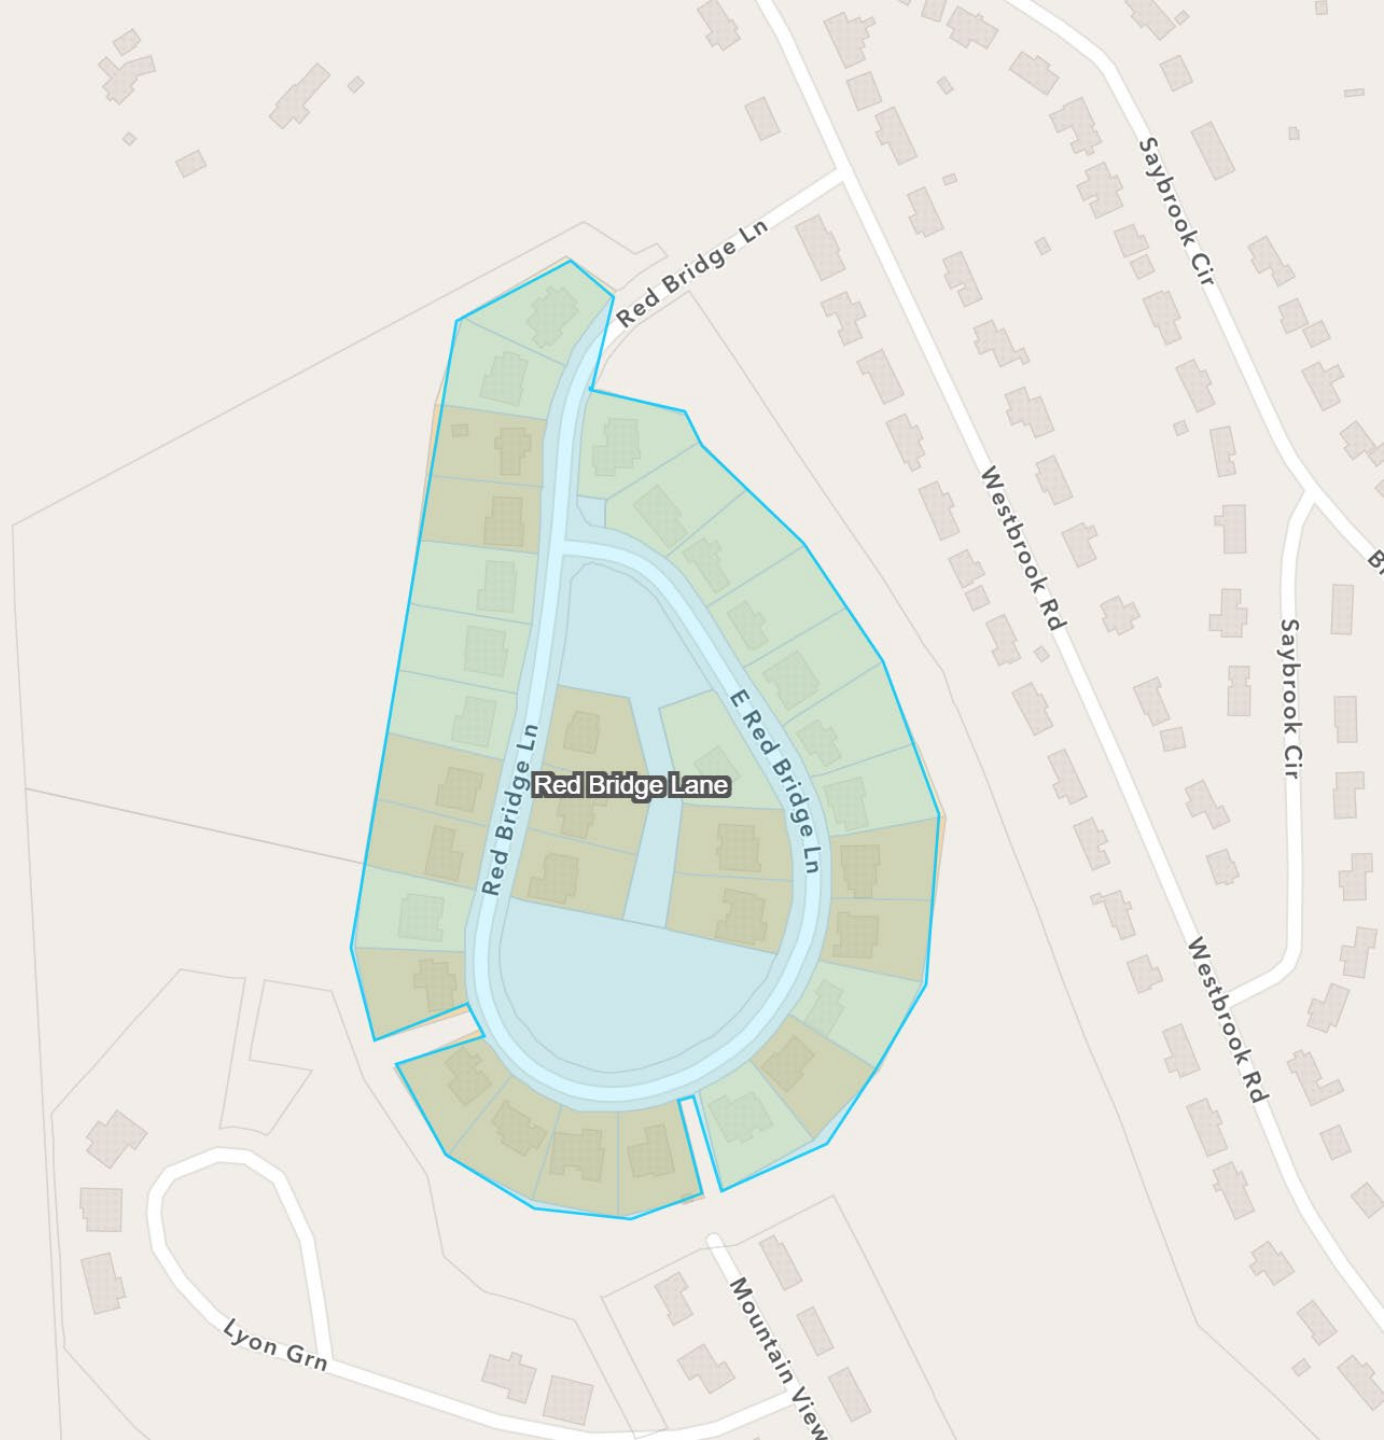 Saybrook Cir
Red Bridge Ln
Westbrook Rd
Br
Saybrook Cir
E Red Bridge Ln
Red Bridge Ln
Red Bridge Lane
Westbrook Rd
Mountain View
Lyon Grn